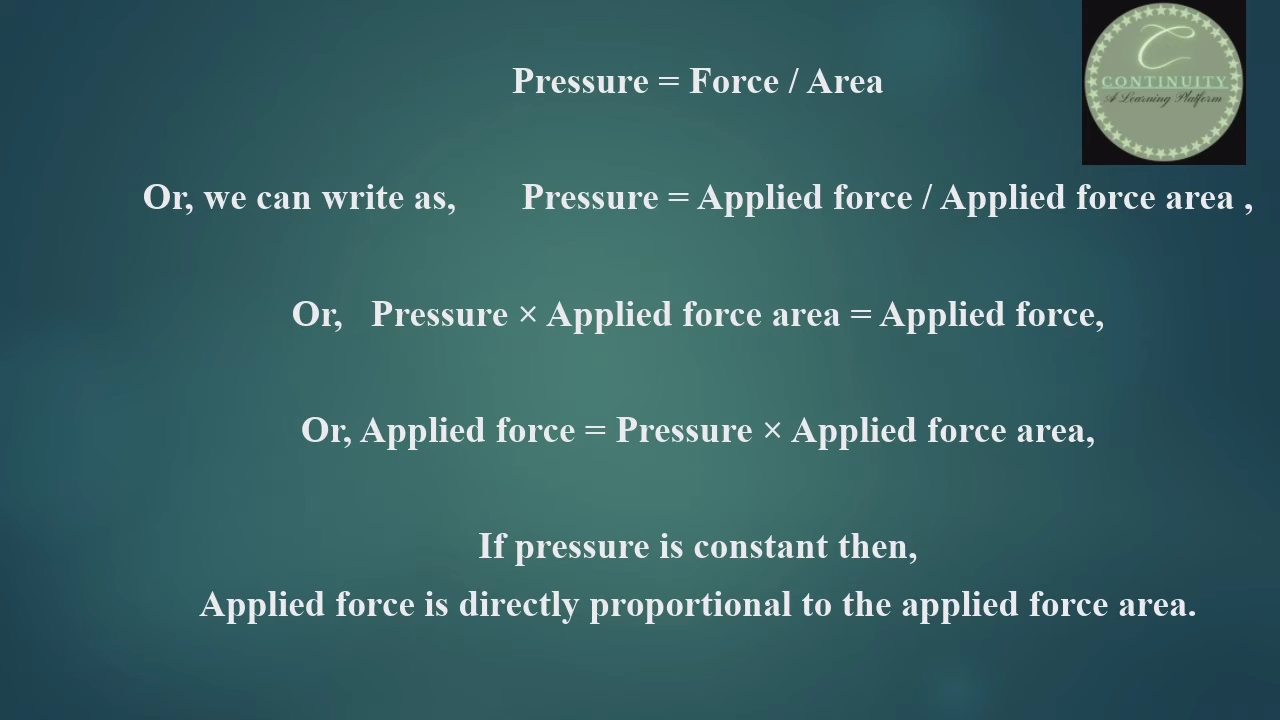 Pressure = Force / Area
C
CONTINUITY
A Learning Platform
Or, we can write as, Pressure = Applied force / Applied force area ,
Or, Pressure × Applied force area = Applied force,
Or, Applied force = Pressure × Applied force area,
If pressure is constant then,
Applied force is directly proportional to the applied force area.